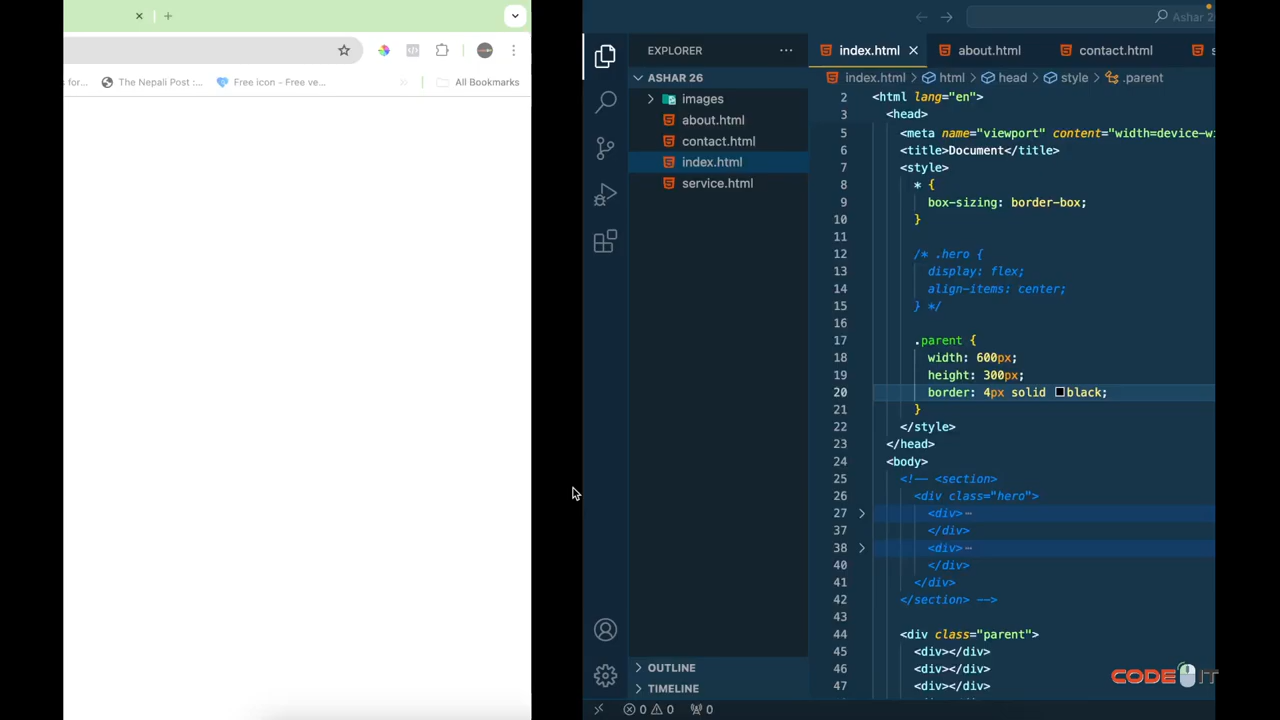 for...
The Nepali Post :...
Free icon – Free ve...
All Bookmarks
EXPLORER
ASHAR 26
images
about.html
contact.html
index.html
service.html
OUTLINE
TIMELINE
0 0 0
Ashar 2
index.html
about.html
contact.html
s
index.html > html > head > style > .parent
2 <html lang="en">
3 <head>
5 <meta name="viewport" content="width=device-w
6 <title>Document</title>
7 <style>
8 * {
9 box-sizing: border-box;
10 }
11
12 /* .hero {
13 display: flex;
14 align-items: center;
15 } */
16
17 .parent {
18 width: 600px;
19 height: 300px;
20 border: 4px solid black;
21 }
22 </style>
23 </head>
24 <body>
25 <!-- <section>
26 <div class="hero">
27 <div>⋯
37 </div>
38 <div>⋯
40 </div>
41 </div>
42 </section> -->
43
44 <div class="parent">
45 <div></div>
46 <div></div>
47 <div></div>
CODE IT